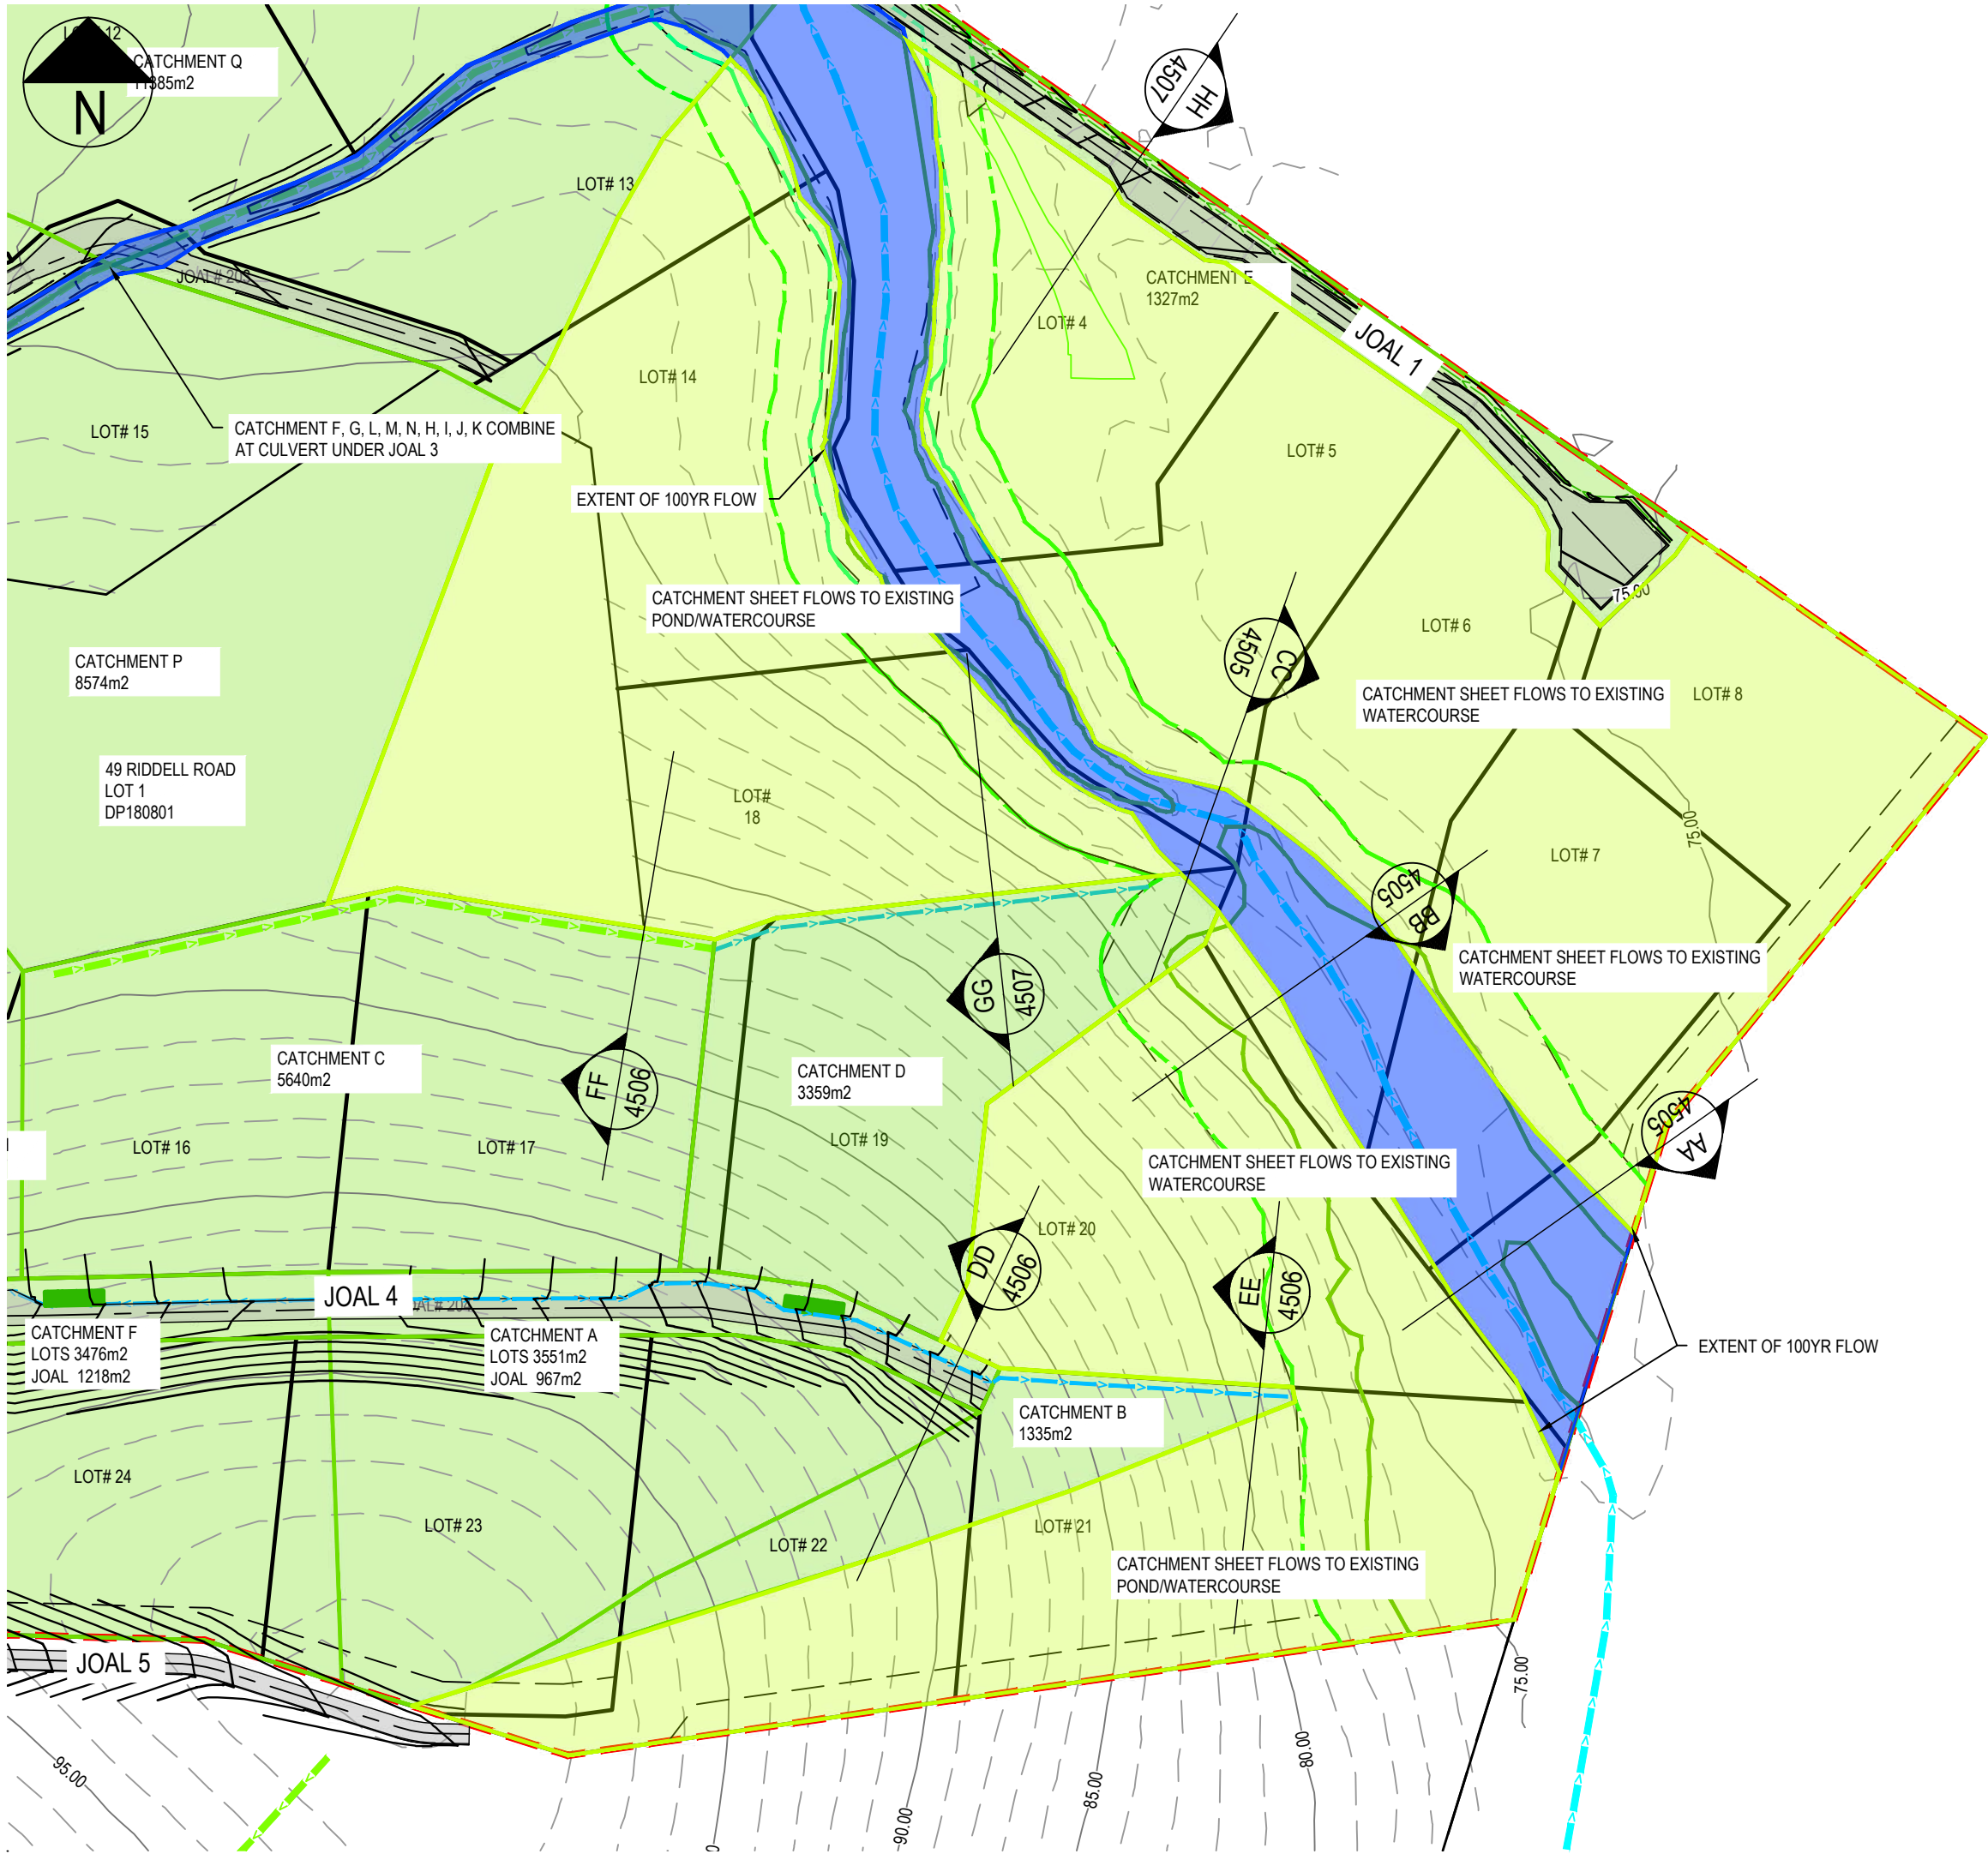 LOT# 12
N
CATCHMENT Q
11385m2
4507
HH
LOT# 13
JOAL# 203
CATCHMENT E
1327m2
LOT# 4
JOAL 1
LOT# 14
LOT# 15
CATCHMENT F, G, L, M, N, H, I, J, K COMBINE
AT CULVERT UNDER JOAL 3
LOT# 5
EXTENT OF 100YR FLOW
75.00
CATCHMENT SHEET FLOWS TO EXISTING
POND/WATERCOURSE
LOT# 6
4505
CC
CATCHMENT P
8574m2
CATCHMENT SHEET FLOWS TO EXISTING
WATERCOURSE
LOT# 8
49 RIDDELL ROAD
LOT 1
DP180801
LOT#
18
75.00
LOT# 7
4505
BB
CATCHMENT SHEET FLOWS TO EXISTING
WATERCOURSE
GG
4507
CATCHMENT C
5640m2
FF
4506
CATCHMENT D
3359m2
4505
AA
LOT# 16
LOT# 17
LOT# 19
CATCHMENT SHEET FLOWS TO EXISTING
WATERCOURSE
LOT# 20
DD
4506
EE
4506
JOAL 4
JOAL# 204
CATCHMENT F
LOTS 3476m2
JOAL 1218m2
CATCHMENT A
LOTS 3551m2
JOAL 967m2
EXTENT OF 100YR FLOW
CATCHMENT B
1335m2
LOT# 24
LOT# 23
LOT# 22
LOT# 21
CATCHMENT SHEET FLOWS TO EXISTING
POND/WATERCOURSE
JOAL 5
75.00
95.00
80.00
85.00
90.00